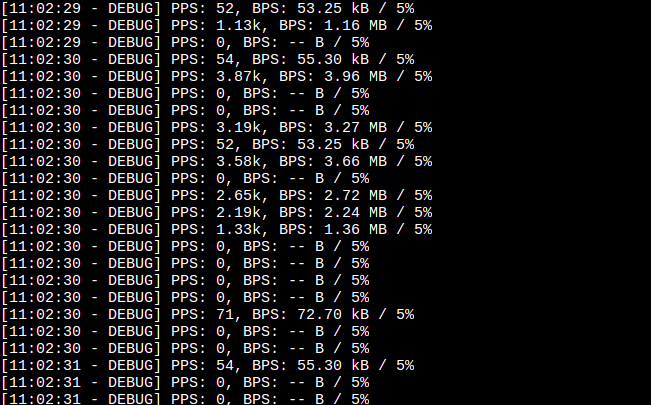 [11:02:29 - DEBUG] PPS: 52, BPS: 53.25 kB / 5%
[11:02:29 - DEBUG] PPS: 1.13k, BPS: 1.16 MB / 5%
[11:02:29 - DEBUG] PPS: 0, BPS: -- B / 5%
[11:02:30 - DEBUG] PPS: 54, BPS: 55.30 kB / 5%
[11:02:30 - DEBUG] PPS: 3.87k, BPS: 3.96 MB / 5%
[11:02:30 - DEBUG] PPS: 0, BPS: -- B / 5%
[11:02:30 - DEBUG] PPS: 0, BPS: -- B / 5%
[11:02:30 - DEBUG] PPS: 3.19k, BPS: 3.27 MB / 5%
[11:02:30 - DEBUG] PPS: 52, BPS: 53.25 kB / 5%
[11:02:30 - DEBUG] PPS: 3.58k, BPS: 3.66 MB / 5%
[11:02:30 - DEBUG] PPS: 0, BPS: -- B / 5%
[11:02:30 - DEBUG] PPS: 2.65k, BPS: 2.72 MB / 5%
[11:02:30 - DEBUG] PPS: 2.19k, BPS: 2.24 MB / 5%
[11:02:30 - DEBUG] PPS: 1.33k, BPS: 1.36 MB / 5%
[11:02:30 - DEBUG] PPS: 0, BPS: -- B / 5%
[11:02:30 - DEBUG] PPS: 0, BPS: -- B / 5%
[11:02:30 - DEBUG] PPS: 0, BPS: -- B / 5%
[11:02:30 - DEBUG] PPS: 0, BPS: -- B / 5%
[11:02:30 - DEBUG] PPS: 71, BPS: 72.70 kB / 5%
[11:02:30 - DEBUG] PPS: 0, BPS: -- B / 5%
[11:02:30 - DEBUG] PPS: 0, BPS: -- B / 5%
[11:02:31 - DEBUG] PPS: 54, BPS: 55.30 kB / 5%
[11:02:31 - DEBUG] PPS: 0, BPS: -- B / 5%
[11:02:31 - DEBUG] PPS: 0, BPS: -- B / 5%